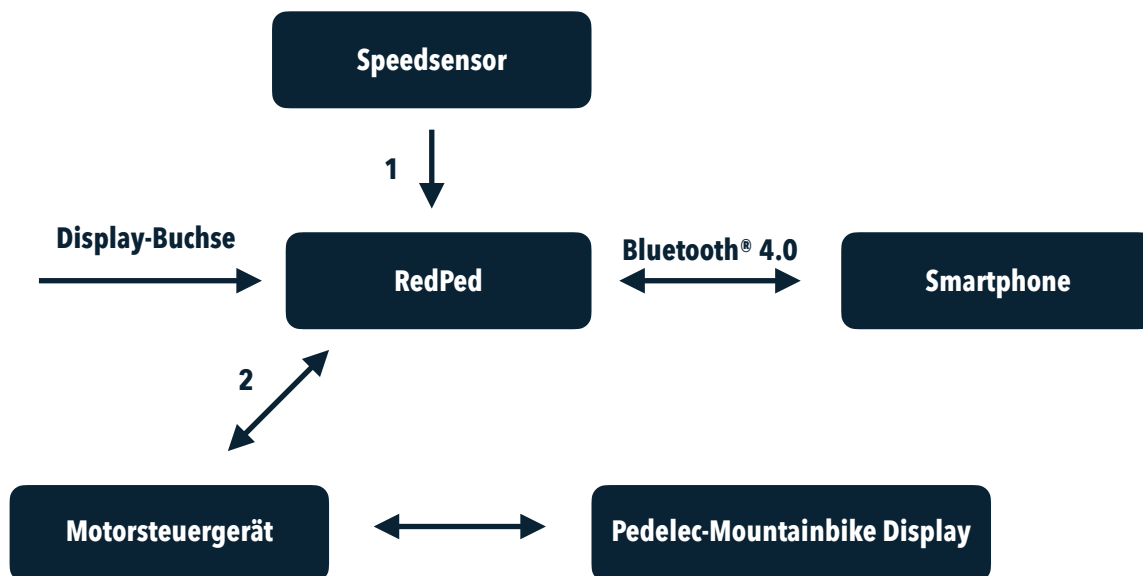 Speedsensor
1
Display-Buchse
RedPed
Bluetooth® 4.0
Smartphone
2
Motorsteuergerät
Pedelec-Mountainbike Display